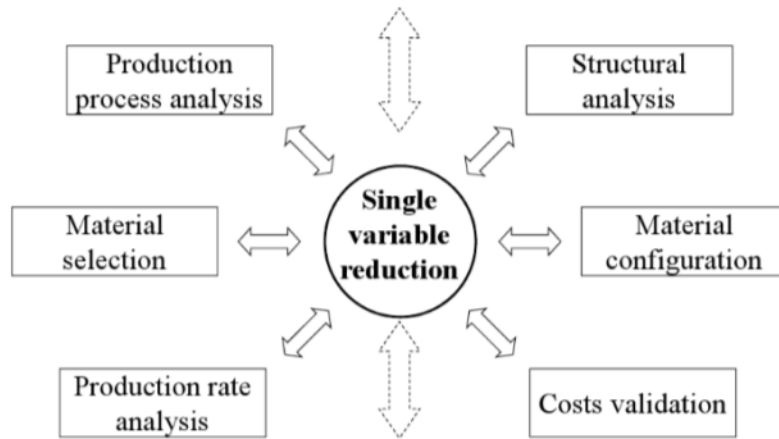 Production
process analysis
Structural
analysis
Single
variable
reduction
Material
selection
Material
configuration
Production rate
analysis
Costs validation